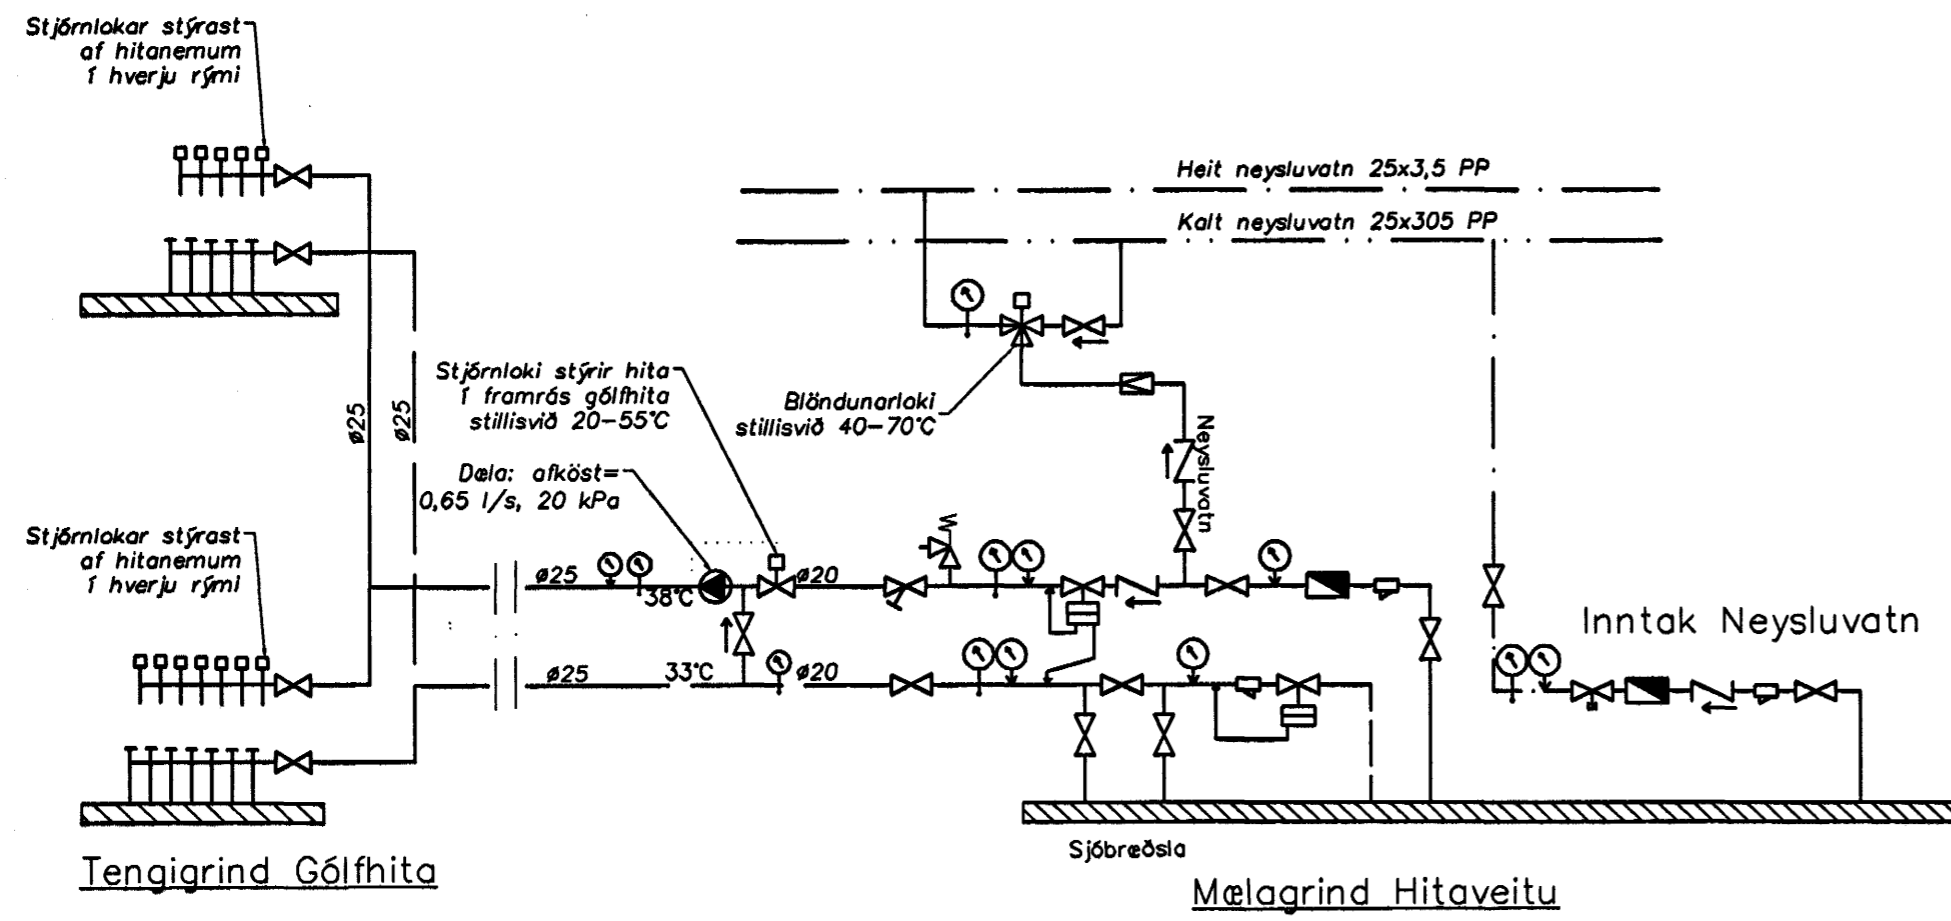 Stjórnlokar stýrast
af hitanemum
í hverju rými
Heit neysluvatn 25x3,5 PP
Kalt neysluvatn 25x305 PP
Stjórnloki stýrir hita
í framrás gólfhita
stillisvið 20-55°C
Blöndunarloki
stillisvið 40-70°C
ø25
ø25
Neysluvatn
Dæla: afköst=
0,65 l/s, 20 kPa
Stjórnlokar stýrast
af hitanemum
í hverju rými
ø25
38°C
ø20
Inntak Neysluvatn
ø25
33°C
ø20
Sjóbræðsla
Tengigrind Gólfhita
Mælagrind Hitaveitu